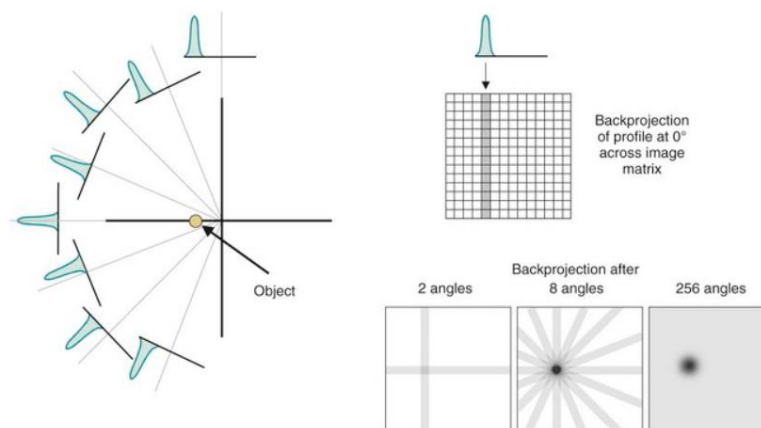 Backprojection
of profile at 0°
across image
matrix
Object
Backprojection after
2 angles
8 angles
256 angles